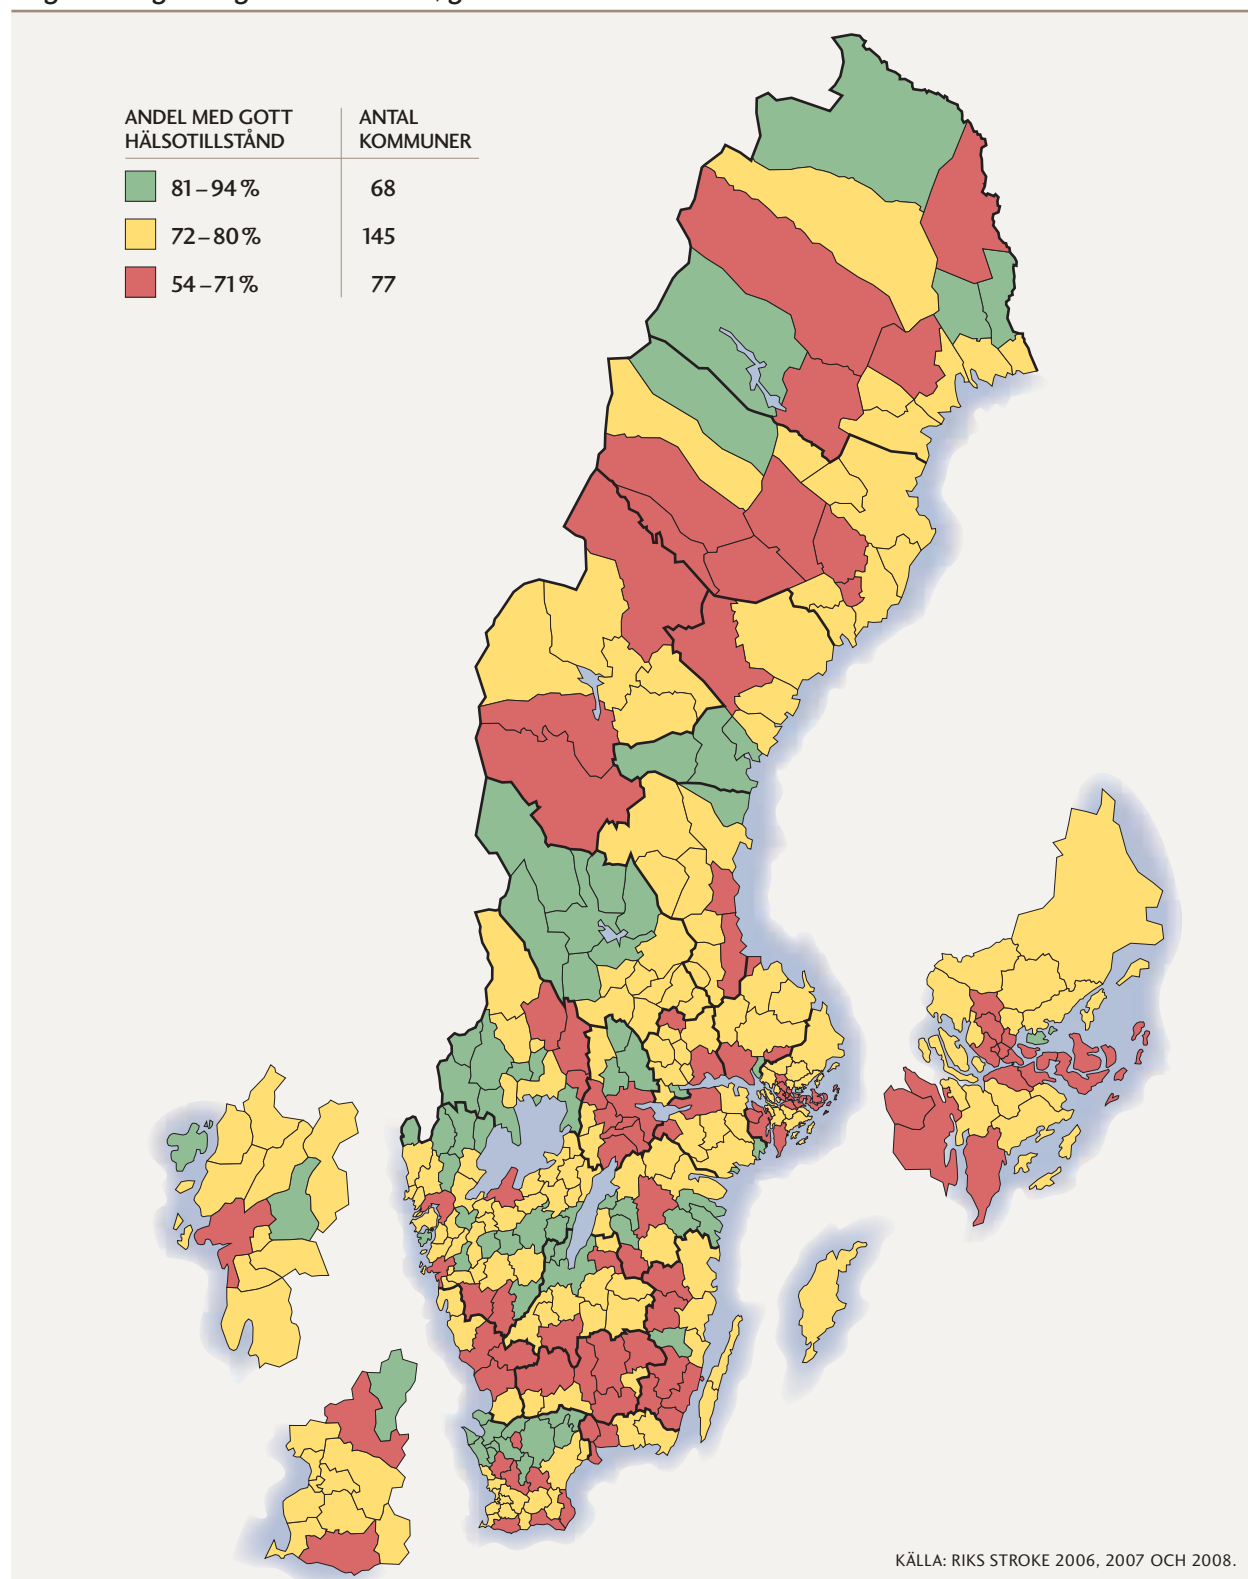 ANDEL MED GOTT
HÄLSOTILLSTÅND
ANTAL
KOMMUNER
81–94 % 68
72–80 % 145
54–71 % 77
KÄLLA: RIKS STROKE 2006, 2007 OCH 2008.